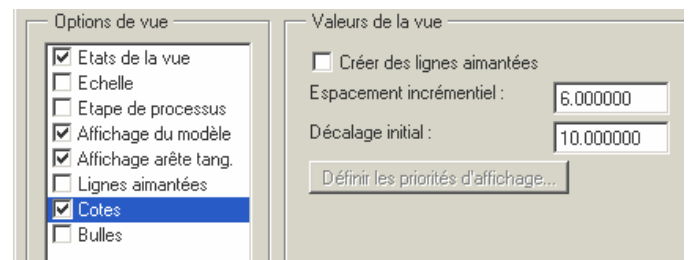 Options de vue
Etats de la vue
Echelle
Etape de processus
Affichage du modèle
Affichage arête tang.
Lignes aimantées
Cotes
Bulles
Valeurs de la vue
Créer des lignes aimantées
Espacement incrémentiel : 6.000000
Décalage initial : 10.000000
Définir les priorités d'affichage...